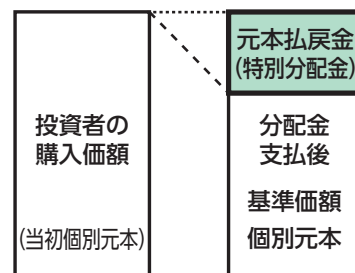 投資者の
購入価額
(当初個別元本)
元本払戻金
(特別分配金)
分配金
支払後
基準価額
個別元本